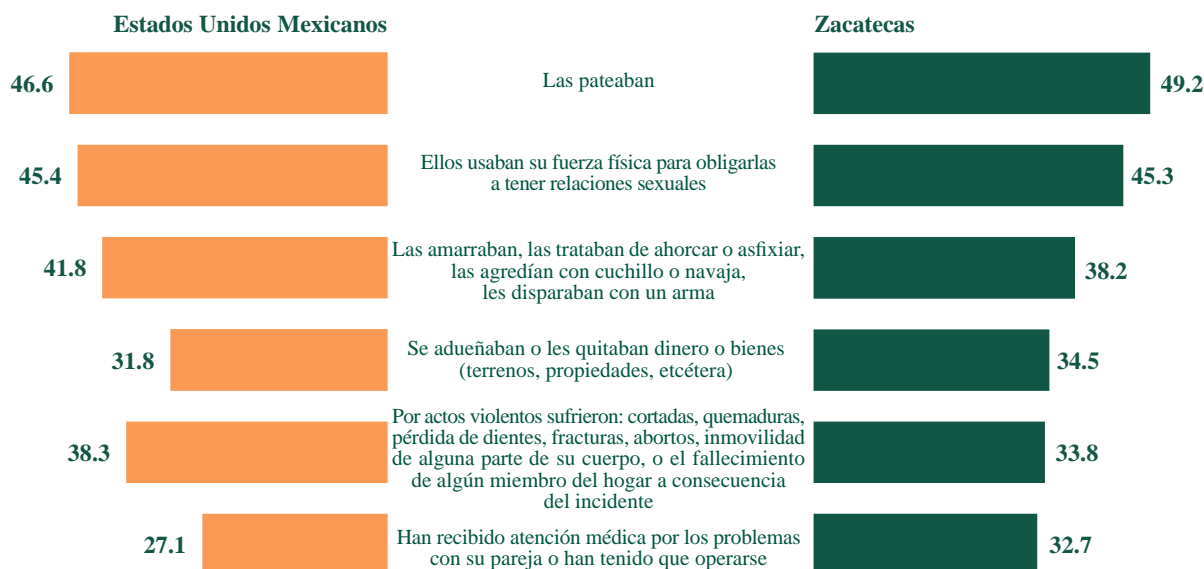 Estados Unidos Mexicanos
Zacatecas
46.6
Las pateaban
49.2
45.4
Ellos usaban su fuerza física para obligarlas
a tener relaciones sexuales
45.3
41.8
Las amarraban, las trataban de ahorcar o asfixiar,
las agredían con cuchillo o navaja,
les disparaban con un arma
38.2
31.8
Se adueñaban o les quitaban dinero o bienes
(terrenos, propiedades, etcétera)
34.5
38.3
Por actos violentos sufrieron: cortadas, quemaduras,
pérdida de dientes, fracturas, abortos, inmovilidad
de alguna parte de su cuerpo, o el fallecimiento
de algún miembro del hogar a consecuencia
del incidente
33.8
27.1
Han recibido atención médica por los problemas
con su pareja o han tenido que operarse
32.7